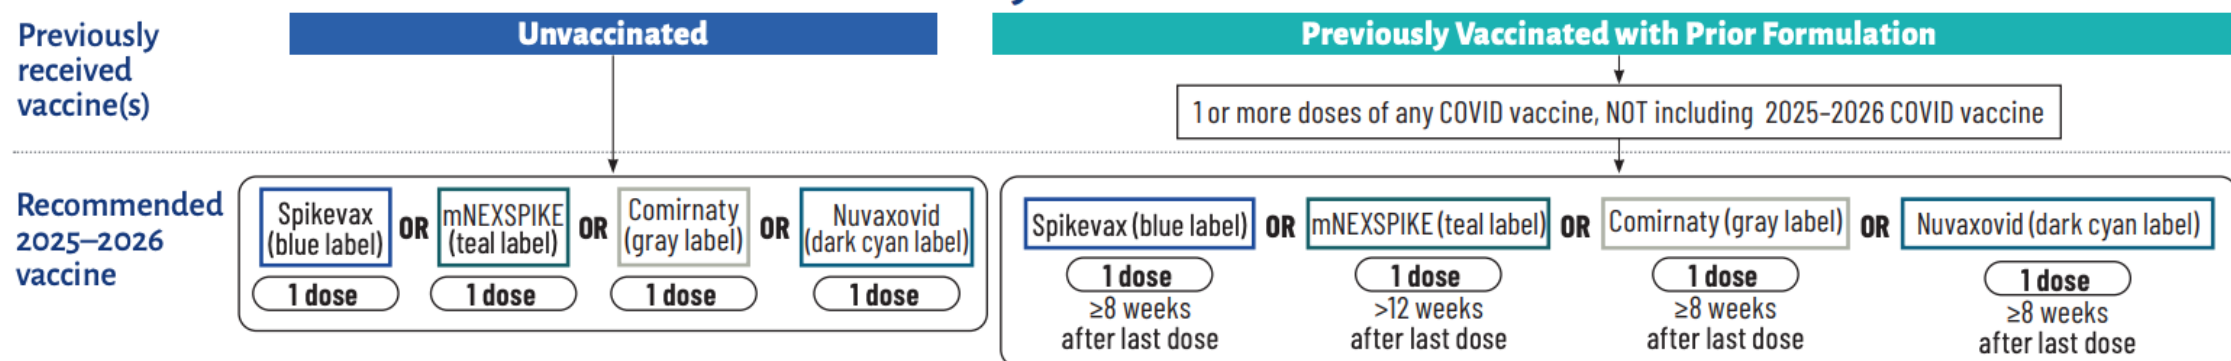 Previously
received
vaccine(s)
Unvaccinated
Previously Vaccinated with Prior Formulation
1 or more doses of any COVID vaccine, NOT including 2025–2026 COVID vaccine
Recommended
2025–2026
vaccine
Spikevax
(blue label)
OR
mNEXSPIKE
(teal label)
OR
Comirnaty
(gray label)
OR
Nuvaxovid
(dark cyan label)
1 dose
1 dose
1 dose
1 dose
Spikevax (blue label)
OR
mNEXSPIKE (teal label)
OR
Comirnaty (gray label)
OR
Nuvaxovid (dark cyan label)
1 dose
≥8 weeks
after last dose
1 dose
>12 weeks
after last dose
1 dose
≥8 weeks
after last dose
1 dose
≥8 weeks
after last dose